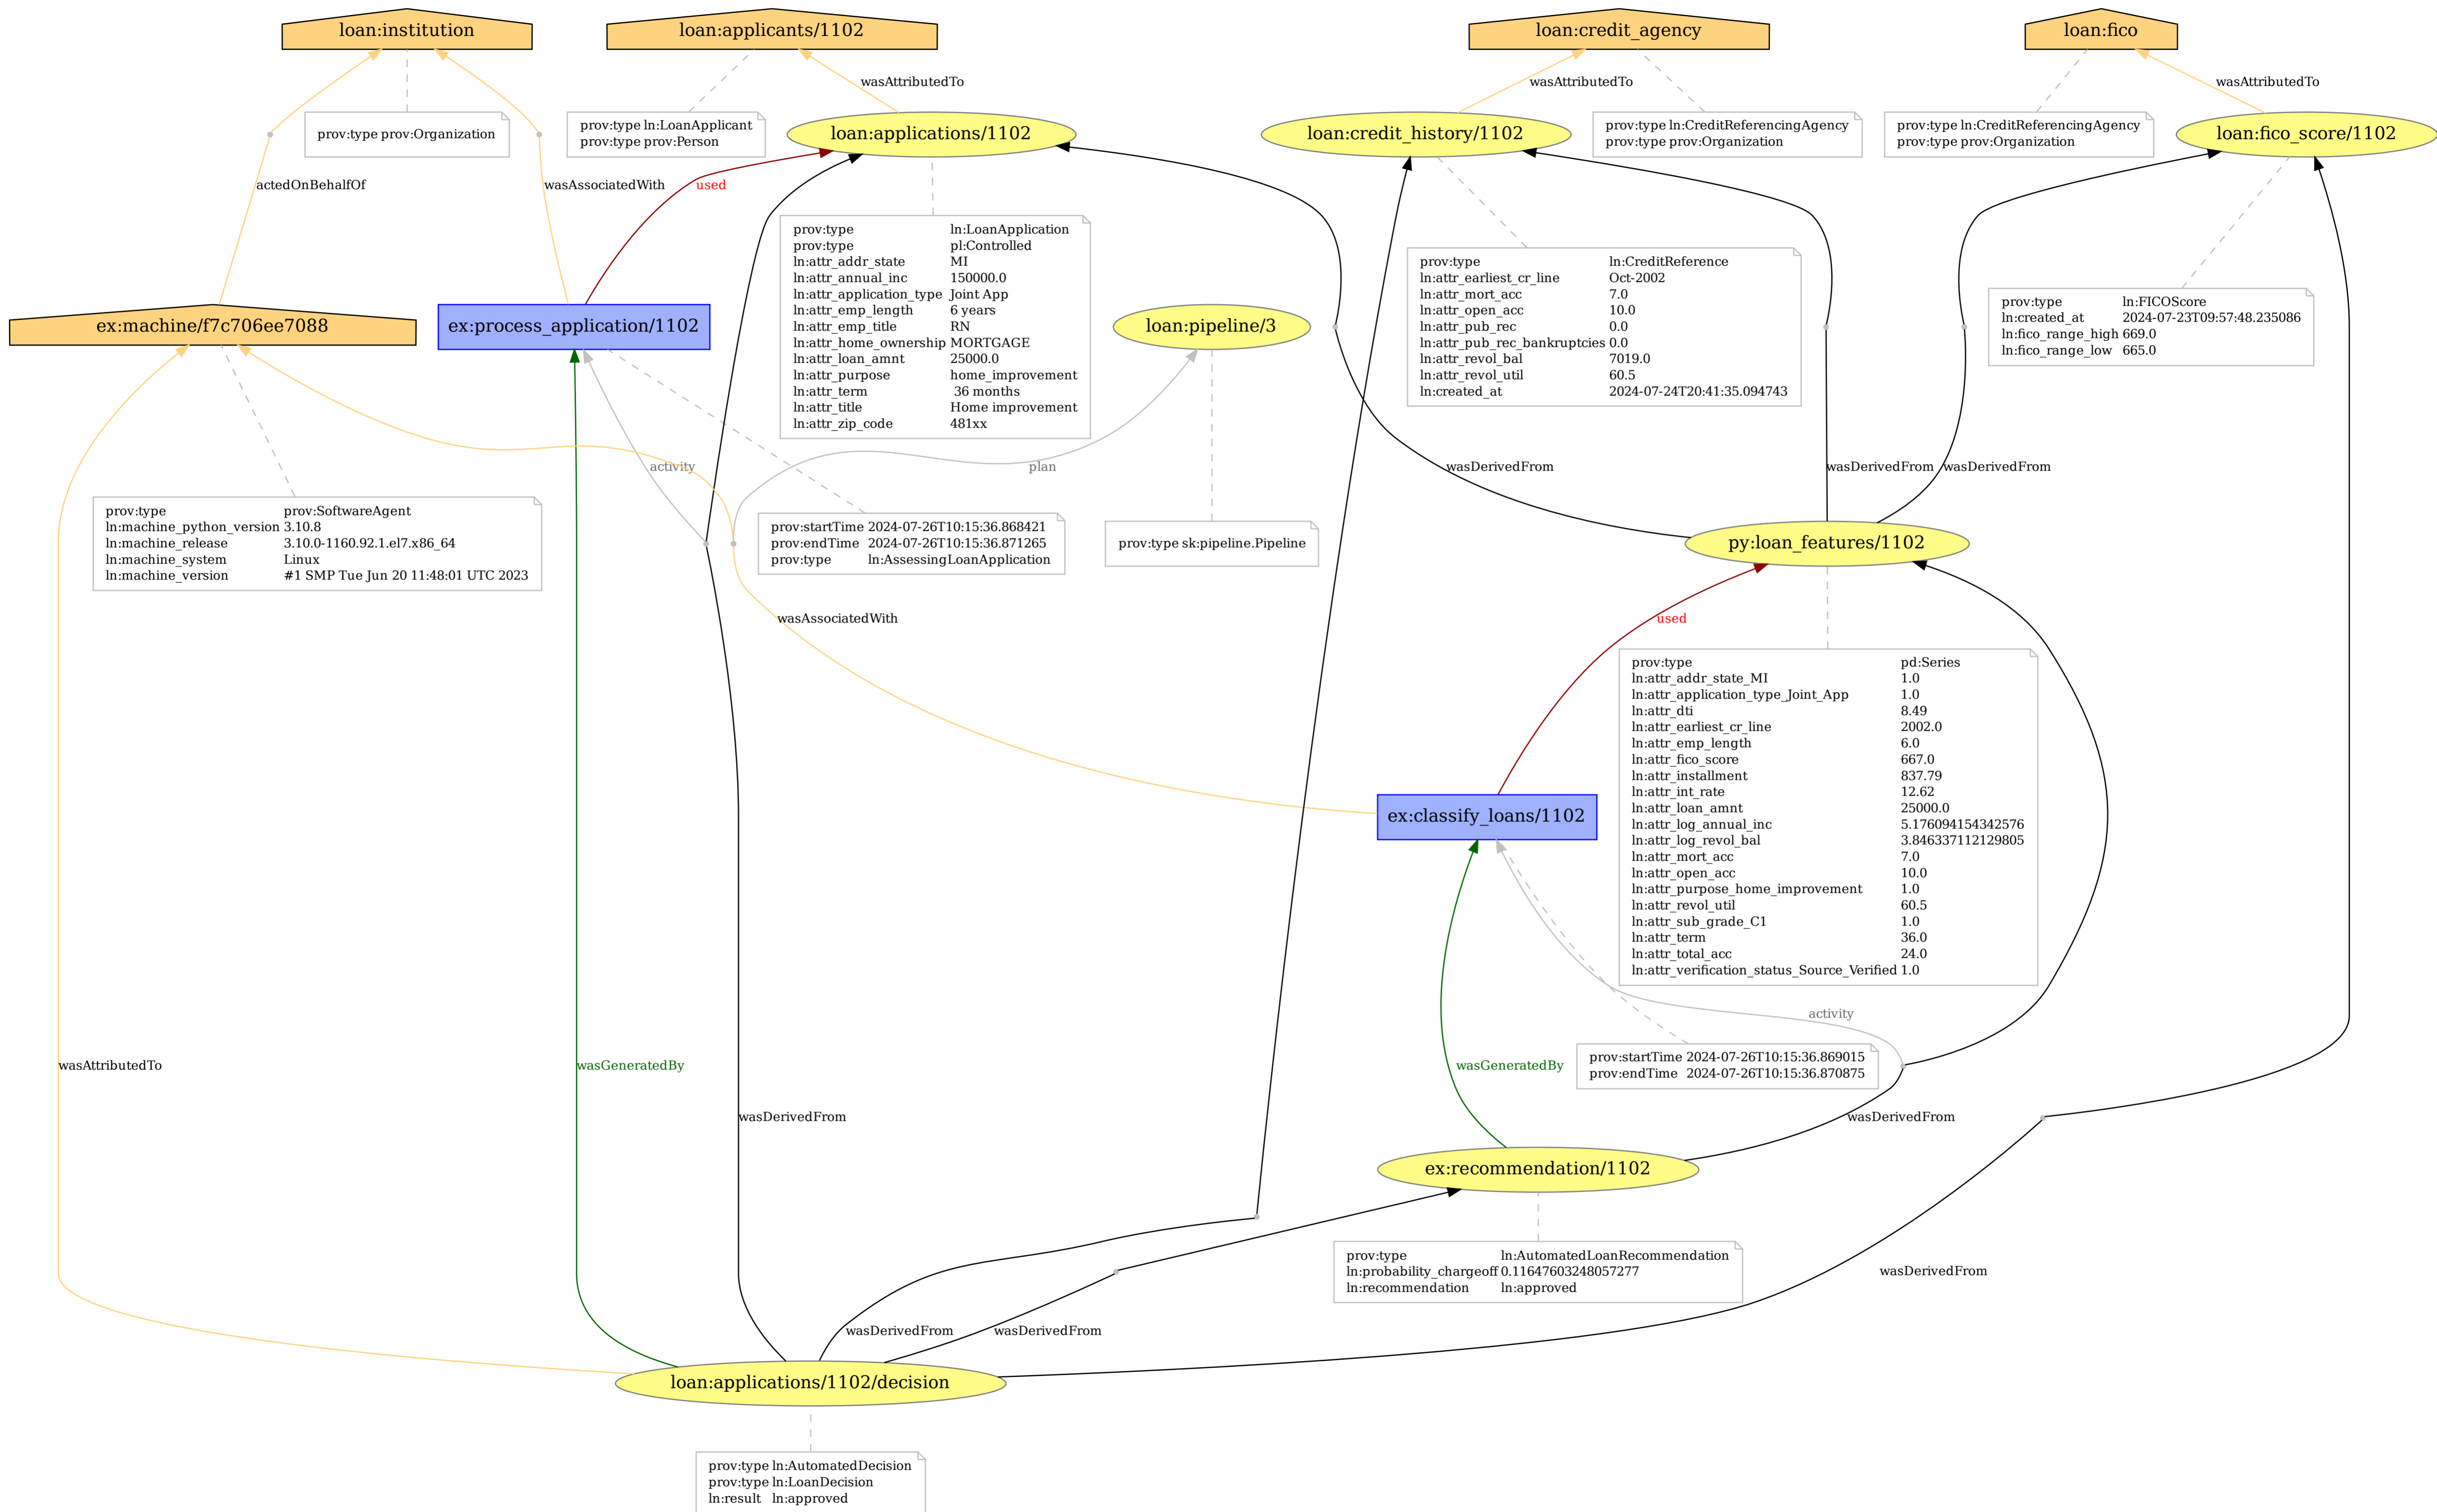 loan:institution
loan:applicants/1102
loan:credit_agency
loan:fico
wasAttributedTo
wasAttributedTo
wasAttributedTo
prov:type prov:Organization
prov:type ln:LoanApplicant
prov:type prov:Person
loan:applications/1102
loan:credit_history/1102
prov:type ln:CreditReferencingAgency
prov:type prov:Organization
prov:type ln:CreditReferencingAgency
prov:type prov:Organization
loan:fico_score/1102
actedOnBehalfOf
wasAssociatedWith
used
prov:type ln:LoanApplication
prov:type pl:Controlled
ln:attr_addr_state MI
ln:attr_annual_inc 150000.0
ln:attr_application_type Joint App
ln:attr_emp_length 6 years
ln:attr_emp_title RN
ln:attr_home_ownership MORTGAGE
ln:attr_loan_amnt 25000.0
ln:attr_purpose home_improvement
ln:attr_term 36 months
ln:attr_title Home improvement
ln:attr_zip_code 481xx
prov:type ln:CreditReference
ln:attr_earliest_cr_line Oct-2002
ln:attr_mort_acc 7.0
ln:attr_open_acc 10.0
ln:attr_pub_rec 0.0
ln:attr_pub_rec_bankruptcies 0.0
ln:attr_revol_bal 7019.0
ln:attr_revol_util 60.5
ln:created_at 2024-07-24T20:41:35.094743
prov:type ln:FICOScore
ln:created_at 2024-07-23T09:57:48.235086
ln:fico_range_high 669.0
ln:fico_range_low 665.0
ex:machine/f7c706ee7088
ex:process_application/1102
loan:pipeline/3
activity
plan
wasDerivedFrom
wasDerivedFrom
wasDerivedFrom
prov:type prov:SoftwareAgent
ln:machine_python_version 3.10.8
ln:machine_release 3.10.0-1160.92.1.el7.x86_64
ln:machine_system Linux
ln:machine_version #1 SMP Tue Jun 20 11:48:01 UTC 2023
prov:startTime 2024-07-26T10:15:36.868421
prov:endTime 2024-07-26T10:15:36.871265
prov:type ln:AssessingLoanApplication
prov:type sk:pipeline.Pipeline
py:loan_features/1102
wasAssociatedWith
used
prov:type pd:Series
ln:attr_addr_state_MI 1.0
ln:attr_application_type_Joint_App 1.0
ln:attr_dti 8.49
ln:attr_earliest_cr_line 2002.0
ln:attr_emp_length 6.0
ln:attr_fico_score 667.0
ln:attr_installment 837.79
ln:attr_int_rate 12.62
ln:attr_loan_amnt 25000.0
ln:attr_log_annual_inc 5.176094154342576
ln:attr_log_revol_bal 3.846337112129805
ln:attr_mort_acc 7.0
ln:attr_open_acc 10.0
ln:attr_purpose_home_improvement 1.0
ln:attr_revol_util 60.5
ln:attr_sub_grade_C1 1.0
ln:attr_term 36.0
ln:attr_total_acc 24.0
ln:attr_verification_status_Source_Verified 1.0
ex:classify_loans/1102
activity
wasAttributedTo
wasGeneratedBy
wasGeneratedBy
prov:startTime 2024-07-26T10:15:36.869015
prov:endTime 2024-07-26T10:15:36.870875
wasDerivedFrom
wasDerivedFrom
ex:recommendation/1102
prov:type ln:AutomatedLoanRecommendation
ln:probability_chargeoff 0.11647603248057277
ln:recommendation ln:approved
wasDerivedFrom
wasDerivedFrom
wasDerivedFrom
loan:applications/1102/decision
prov:type ln:AutomatedDecision
prov:type ln:LoanDecision
ln:result ln:approved